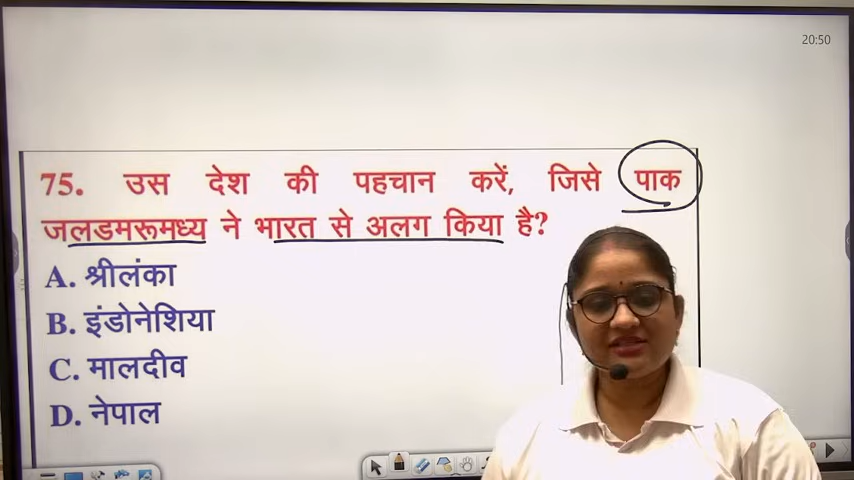 20:50
75. उस देश की पहचान करें, जिसे पाक
जलडमरूमध्य ने भारत से अलग किया है?
A. श्रीलंका
B. इंडोनेशिया
C. मालदीव
D. नेपाल